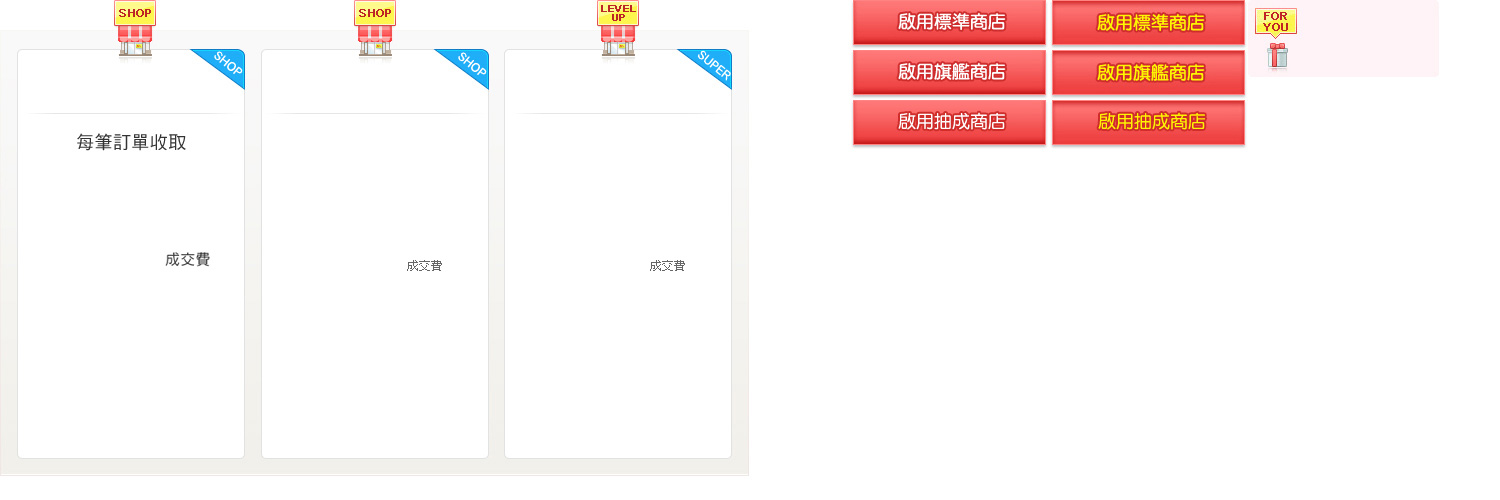 SHOP
SHOP
LEVEL
UP
SHOP
SHOP
SUPER
每筆訂單收取
成交費
成交費
成交費
啟用標準商店
啟用標準商店
啟用旗艦商店
啟用旗艦商店
啟用抽成商店
啟用抽成商店
FOR
YOU